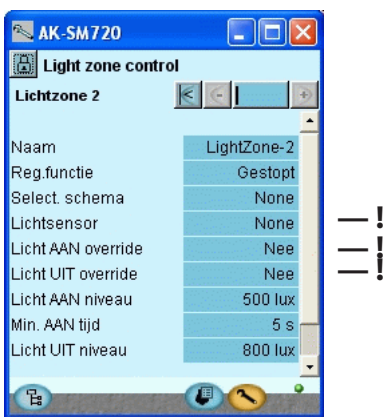 AK-SM720
Light zone control
Lichtzone 2
Naam LightZone-2
Reg.functie Gestopt
Select. schema None
Lichtsensor None
Licht AAN override Nee
Licht UIT override Nee
Licht AAN niveau 500 lux
Min. AAN tijd 5 s
Licht UIT niveau 800 lux
— !
— !
— !